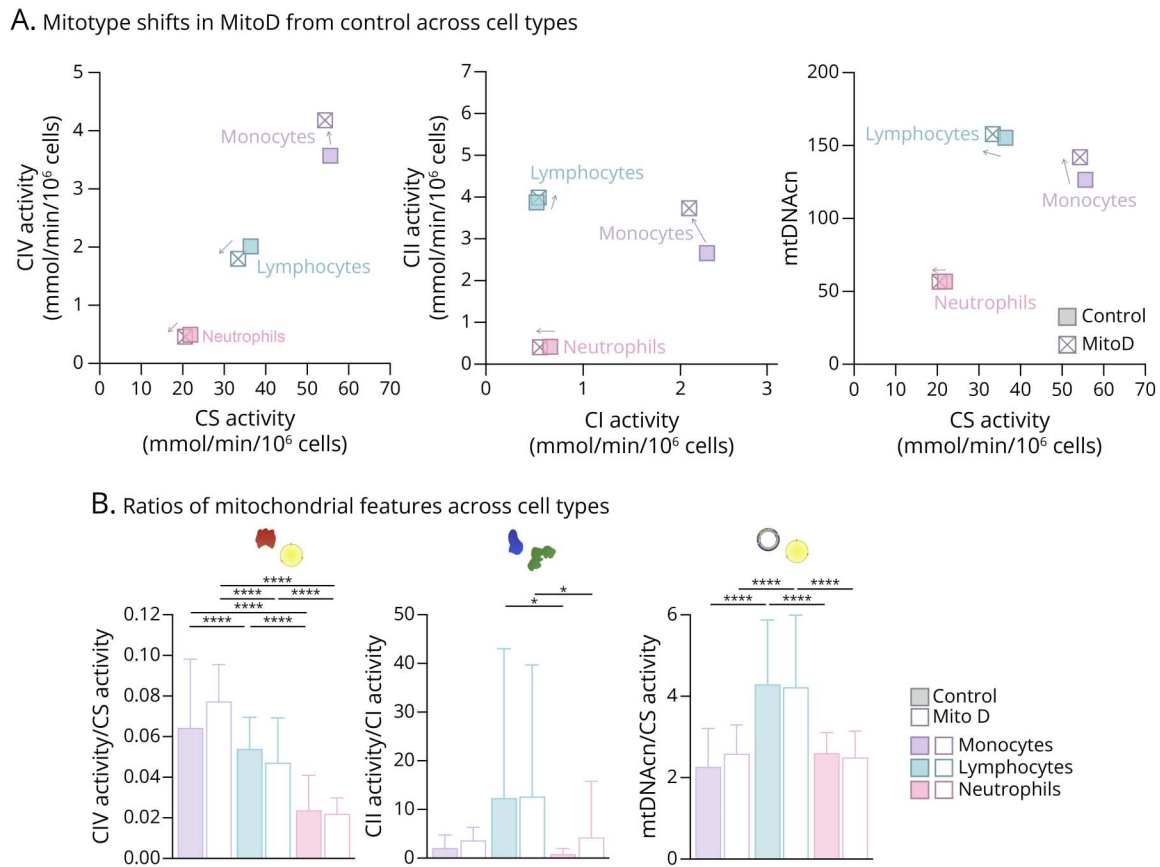 A. Mitotype shifts in MitoD from control across cell types
CIV activity
(mmol/min/10⁶ cells)
5
4
3
2
1
0
Monocytes
Lymphocytes
Neutrophils
0 10 20 30 40 50 60 70
CS activity
(mmol/min/10⁶ cells)
CII activity
(mmol/min/10⁶ cells)
7
6
5
4
3
2
1
0
Lymphocytes
Monocytes
Neutrophils
0 1 2 3
CI activity
(mmol/min/10⁶ cells)
mtDNAcn
200
150
100
50
0
Lymphocytes
Monocytes
Neutrophils
Control
MitoD
0 10 20 30 40 50 60 70
CS activity
(mmol/min/10⁶ cells)
B. Ratios of mitochondrial features across cell types
CIV activity/CS activity
****
**** ****
****
**** ****
0.12
0.10
0.08
0.06
0.04
0.02
0.00
CII activity/CI activity
*
*
50
40
30
20
10
0
mtDNAcn/CS activity
**** ****
**** ****
6
4
2
0
Control
Mito D
Monocytes
Lymphocytes
Neutrophils